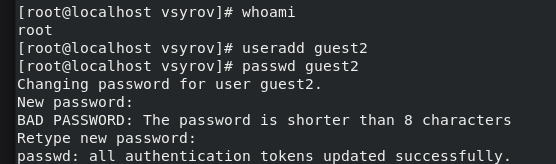 [root@localhost vsyrov]# whoami
root
[root@localhost vsyrov]# useradd guest2
[root@localhost vsyrov]# passwd guest2
Changing password for user guest2.
New password:
BAD PASSWORD: The password is shorter than 8 characters
Retype new password:
passwd: all authentication tokens updated successfully.